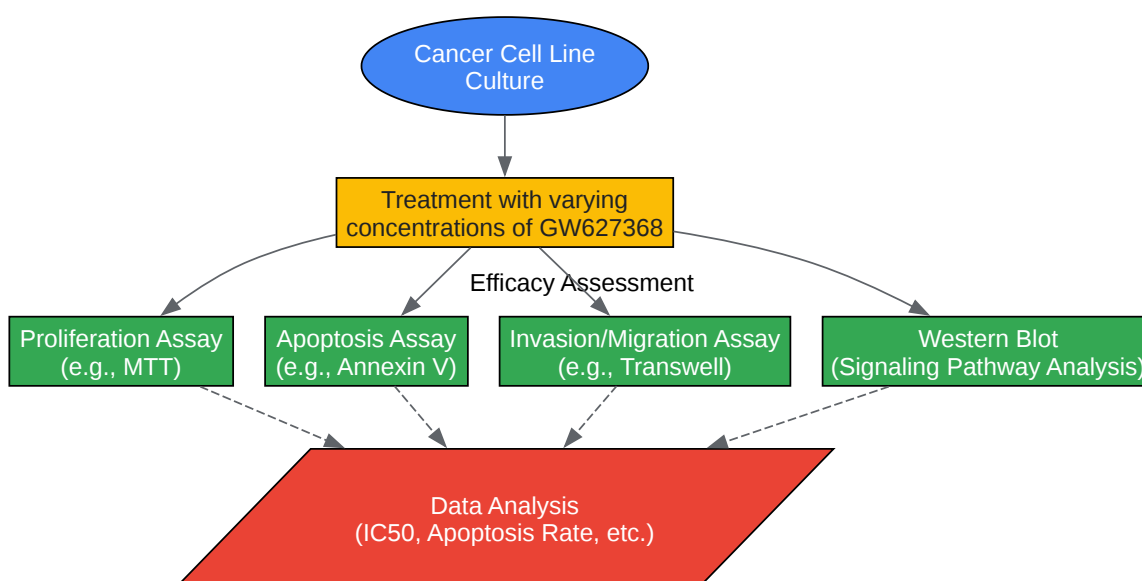 Cancer Cell Line
Culture
Treatment with varying
concentrations of GW627368
Efficacy Assessment
Proliferation Assay
(e.g., MTT)
Apoptosis Assay
(e.g., Annexin V)
Invasion/Migration Assay
(e.g., Transwell)
Western Blot
(Signaling Pathway Analysis)
Data Analysis
(IC50, Apoptosis Rate, etc.)